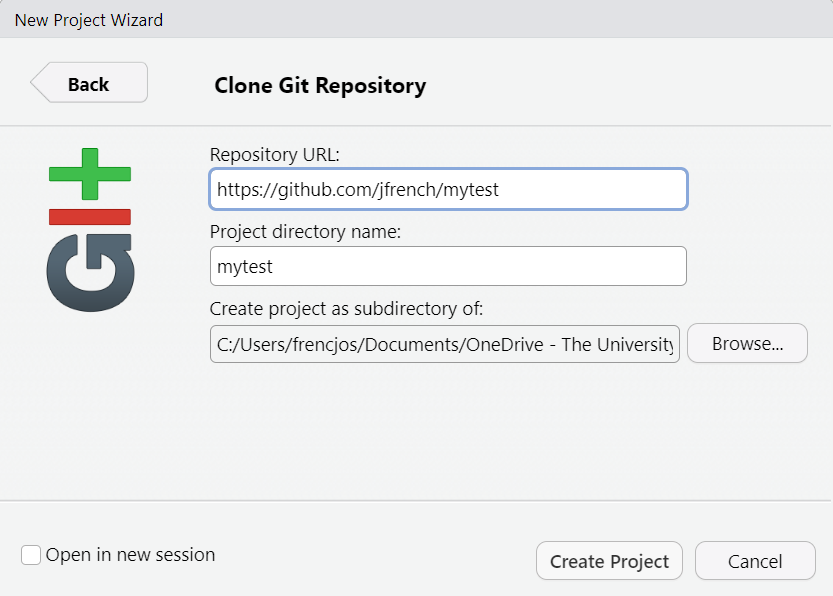 New Project Wizard
Back
Clone Git Repository
Repository URL:
https://github.com/jfrench/mytest
Project directory name:
mytest
Create project as subdirectory of:
C:/Users/frencjos/Documents/OneDrive - The University
Browse...
GIt
Open in new session
Create Project
Cancel